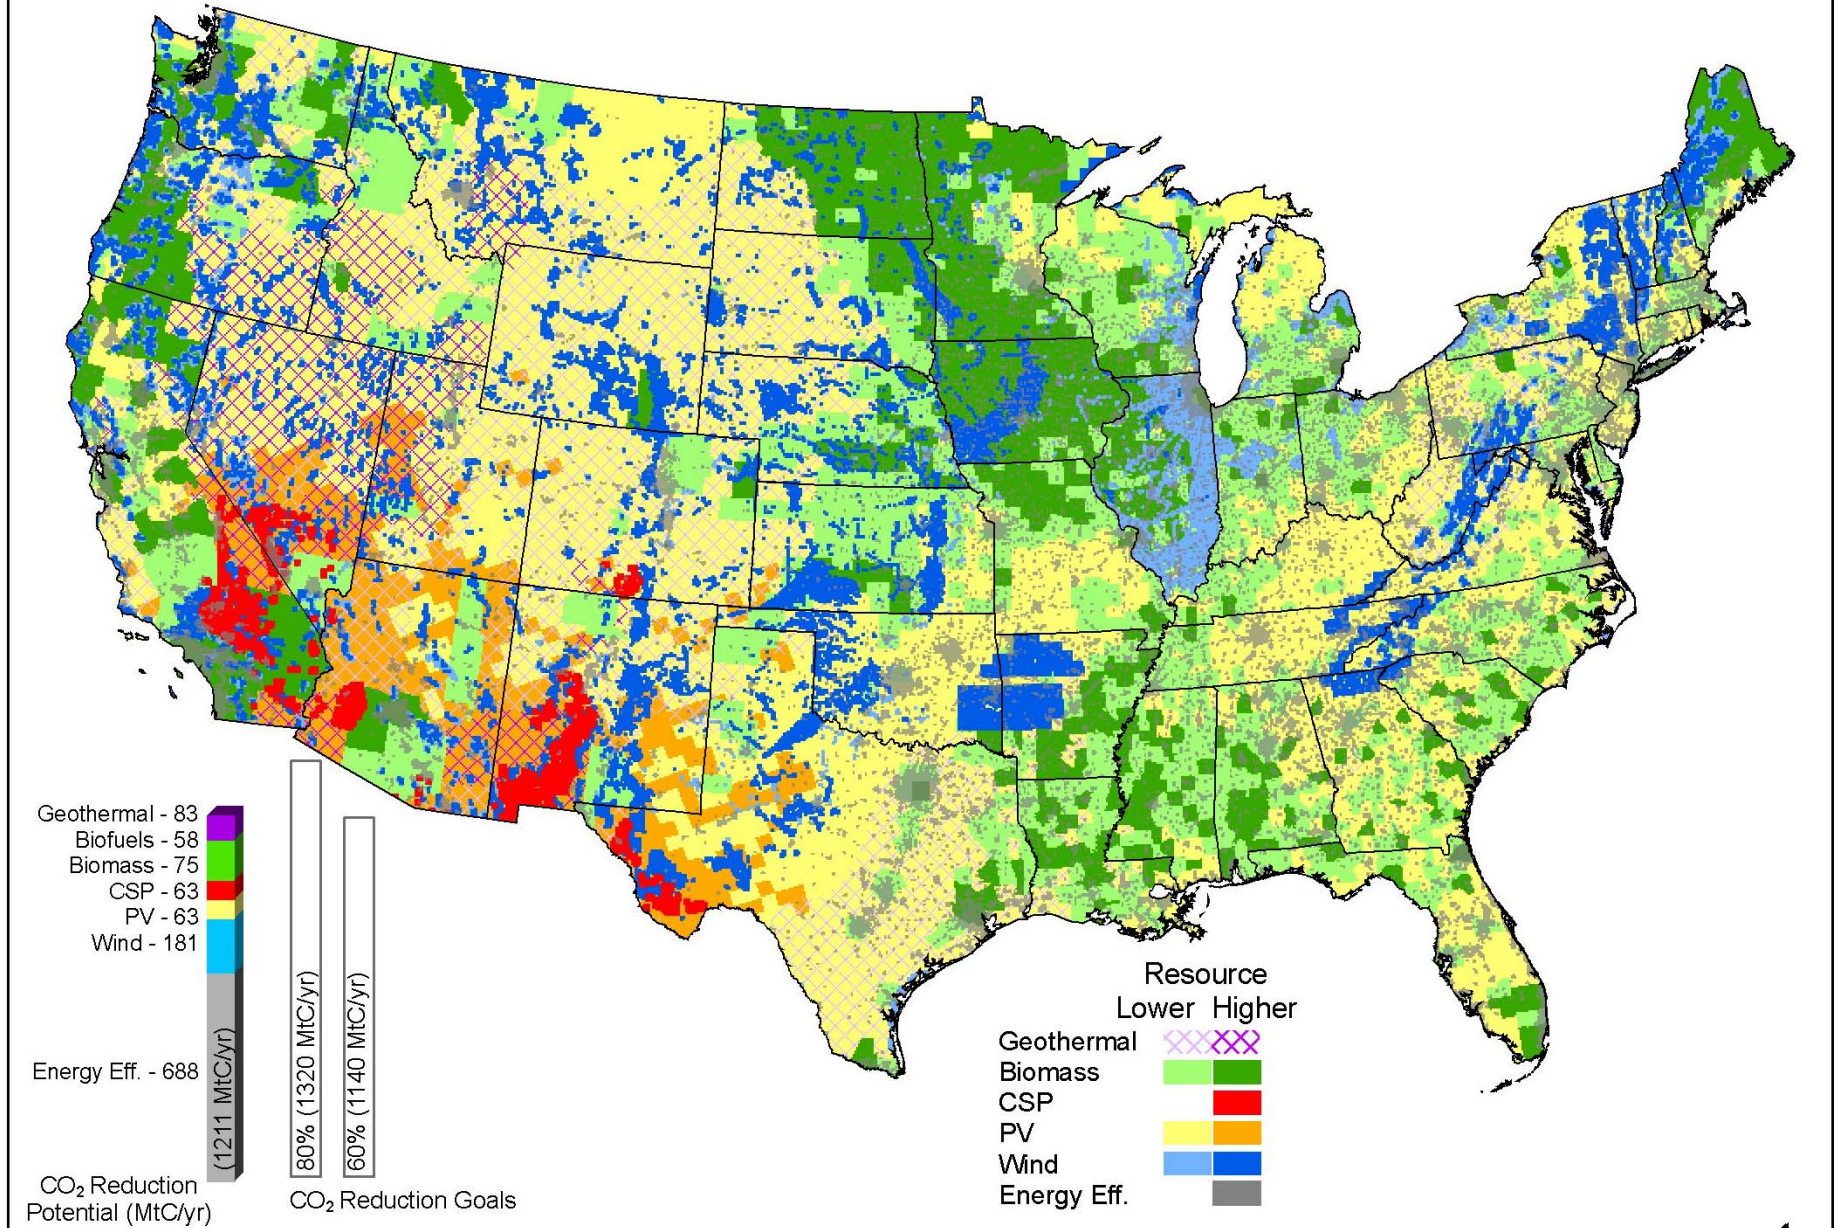 Geothermal - 83
Biofuels - 58
Biomass - 75
CSP - 63
PV - 63
Wind - 181
Energy Eff. - 688
(1211 MtC/yr)
CO₂ Reduction
Potential (MtC/yr)
80% (1320 MtC/yr)
60% (1140 MtC/yr)
CO₂ Reduction Goals
Resource
Lower Higher
Geothermal
Biomass
CSP
PV
Wind
Energy Eff.